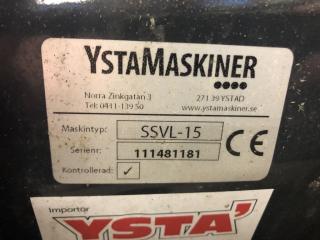 YSTAMASKINER
Norra Zinkgatan 3 271 39 YSTAD
Tel: 0411-139 50 www.ystamaskiner.se
Maskintyp: SSVL-15
Serienr: 111481181
Kontrollerad: ✓
CE
Importör
YSTA'